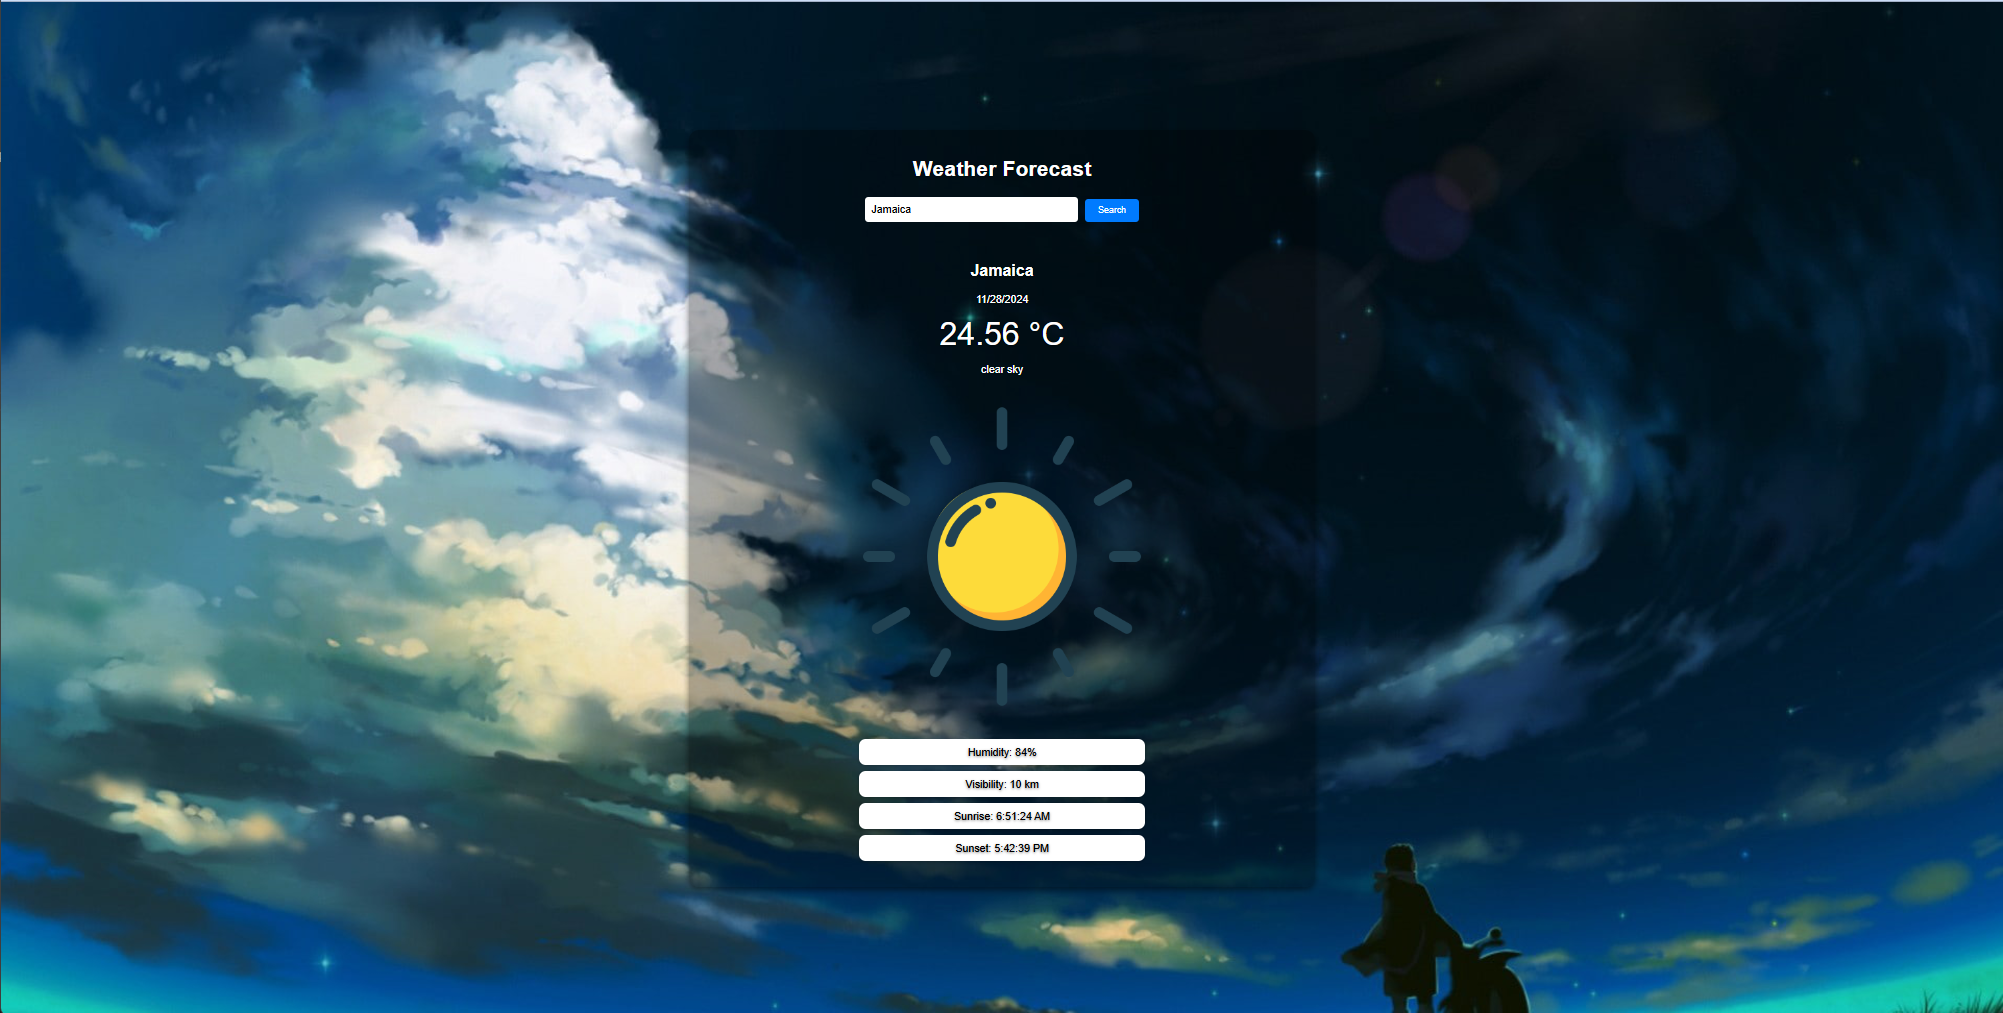 Weather Forecast
Jamaica Search
Jamaica
11/28/2024
24.56 °C
clear sky
Humidity: 84%
Visibility: 10 km
Sunrise: 6:51:24 AM
Sunset: 5:42:39 PM